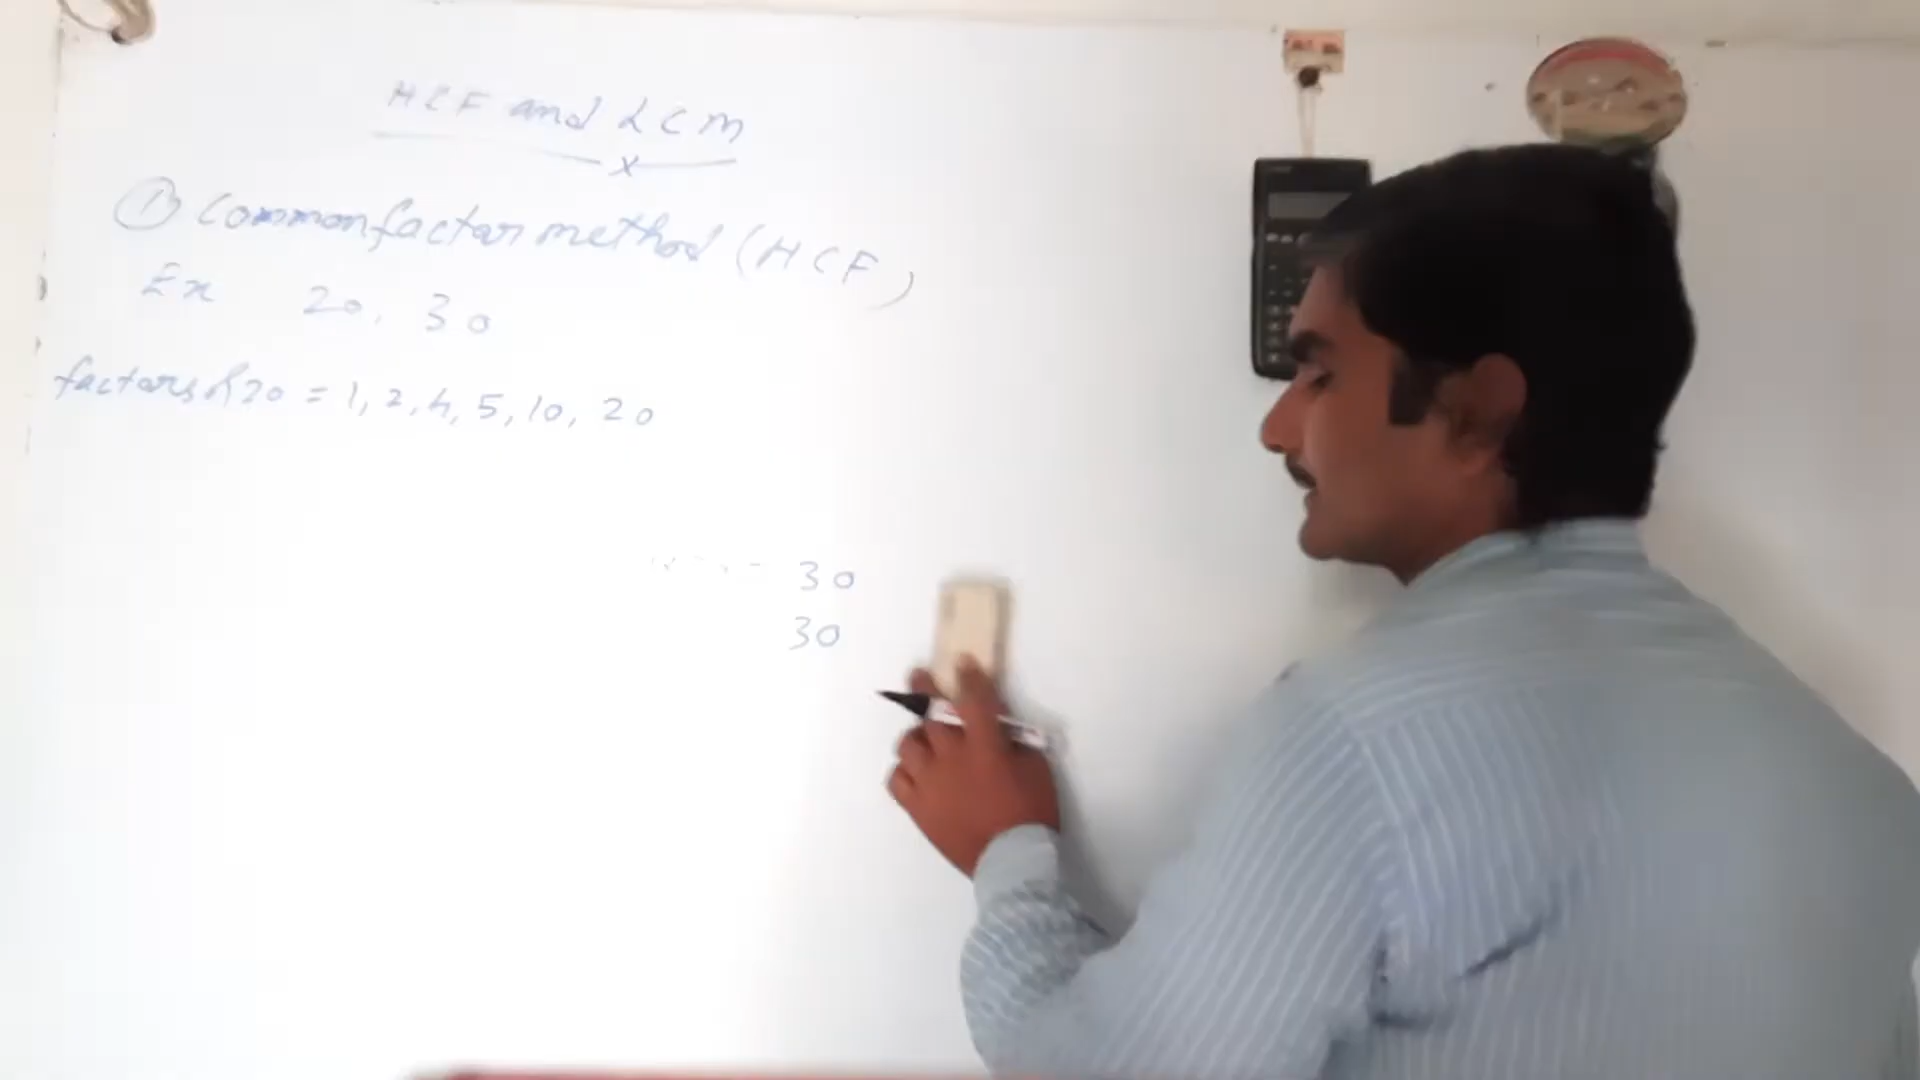 HCF and LCM
x
① Common factor method (HCF)
Ex 20, 30
factors of 20 = 1, 2, 4, 5, 10, 20
30
30